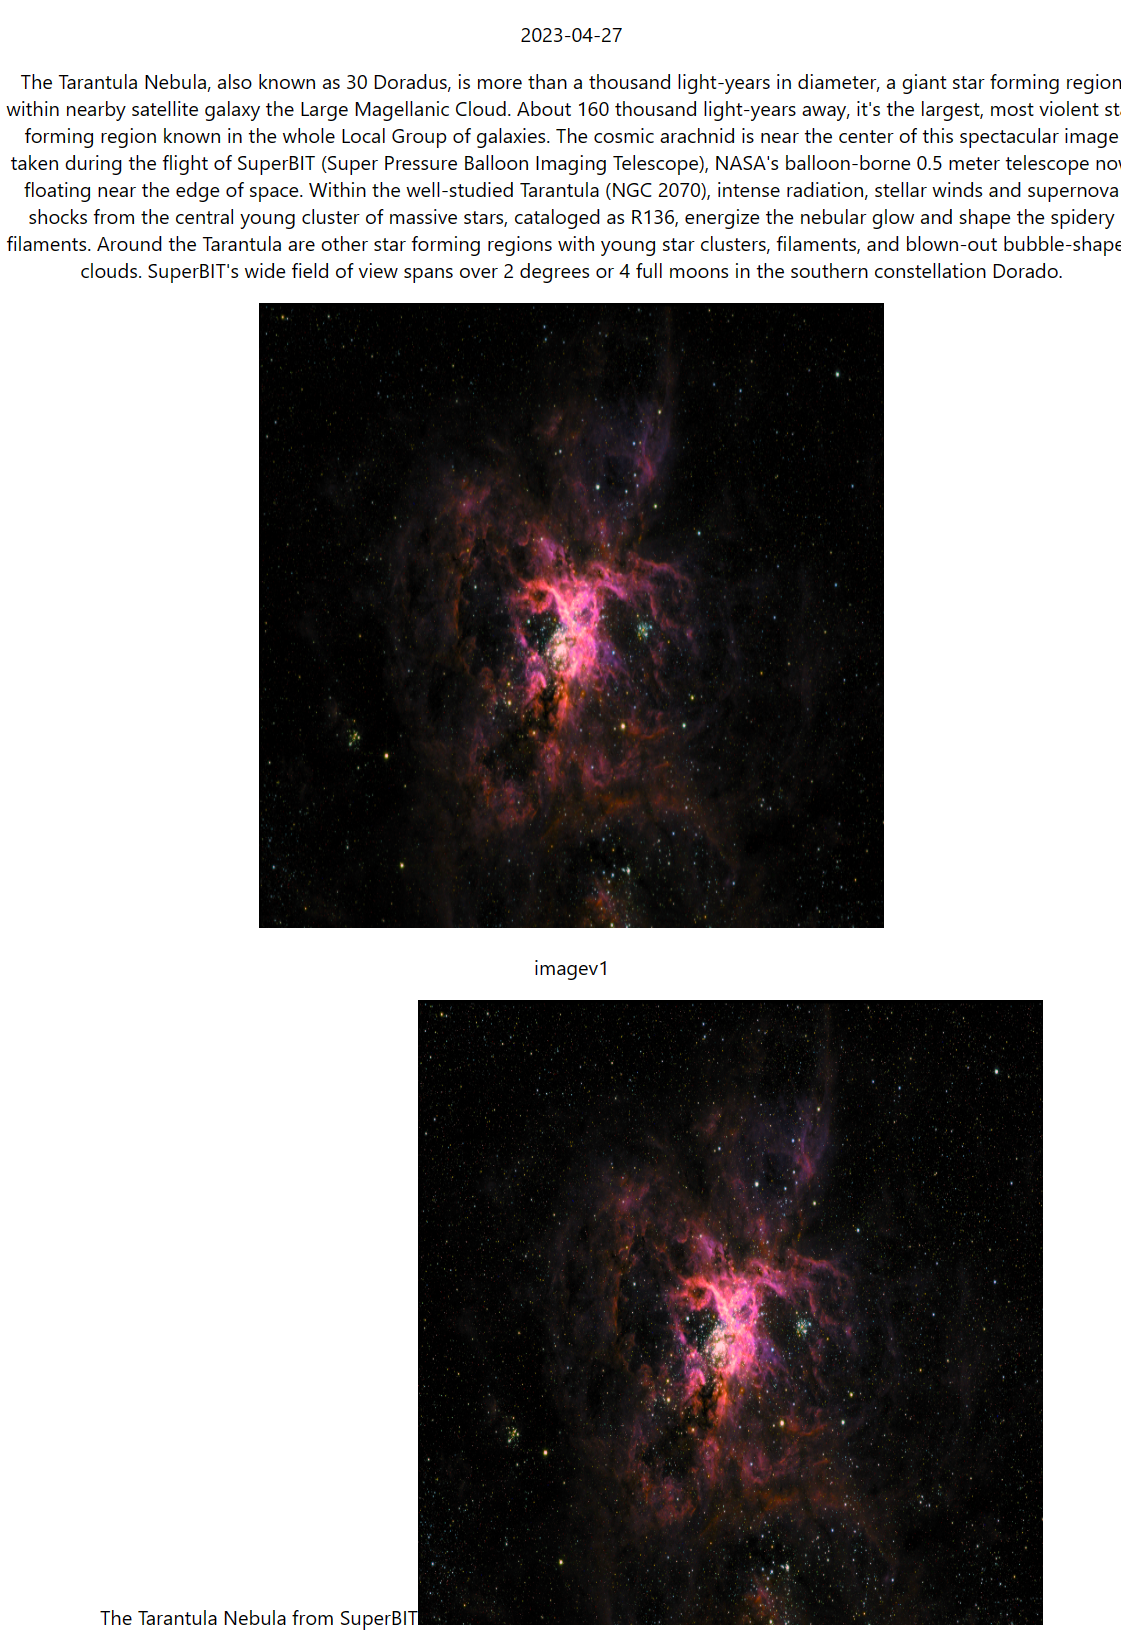 2023-04-27
The Tarantula Nebula, also known as 30 Doradus, is more than a thousand light-years in diameter, a giant star forming region
within nearby satellite galaxy the Large Magellanic Cloud. About 160 thousand light-years away, it's the largest, most violent st
forming region known in the whole Local Group of galaxies. The cosmic arachnid is near the center of this spectacular image
taken during the flight of SuperBIT (Super Pressure Balloon Imaging Telescope), NASA's balloon-borne 0.5 meter telescope no
floating near the edge of space. Within the well-studied Tarantula (NGC 2070), intense radiation, stellar winds and supernova
shocks from the central young cluster of massive stars, cataloged as R136, energize the nebular glow and shape the spidery
filaments. Around the Tarantula are other star forming regions with young star clusters, filaments, and blown-out bubble-shape
clouds. SuperBIT's wide field of view spans over 2 degrees or 4 full moons in the southern constellation Dorado.
imagev1
The Tarantula Nebula from SuperBIT